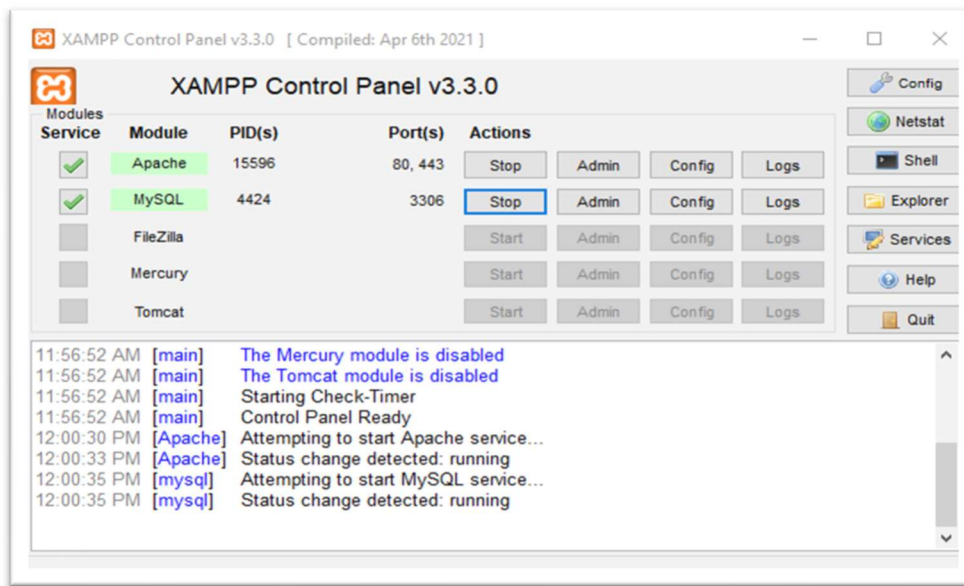 XAMPP Control Panel v3.3.0 [ Compiled: Apr 6th 2021 ]
XAMPP Control Panel v3.3.0
Config
Modules
Service Module PID(s) Port(s) Actions
Netstat
Apache 15596 80, 443 Stop Admin Config Logs
Shell
MySQL 4424 3306 Stop Admin Config Logs
Explorer
FileZilla Start Admin Config Logs
Services
Mercury Start Admin Config Logs
Help
Tomcat Start Admin Config Logs
Quit
11:56:52 AM [main] The Mercury module is disabled
11:56:52 AM [main] The Tomcat module is disabled
11:56:52 AM [main] Starting Check-Timer
11:56:52 AM [main] Control Panel Ready
12:00:30 PM [Apache] Attempting to start Apache service...
12:00:33 PM [Apache] Status change detected: running
12:00:35 PM [mysql] Attempting to start MySQL service...
12:00:35 PM [mysql] Status change detected: running